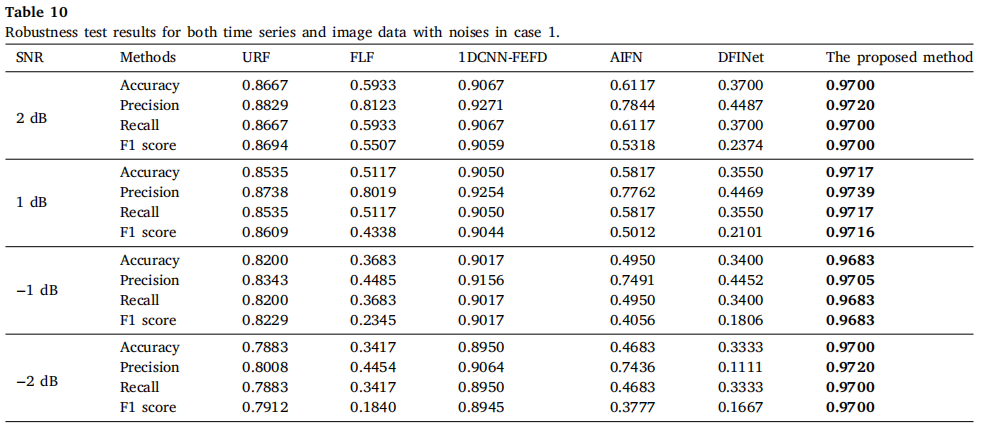 Table 10
Robustness test results for both time series and image data with noises in case 1.
SNR Methods URF FLF 1DCNN-FEFD AIFN DFINet The proposed method
2 dB
Accuracy 0.8667 0.5933 0.9067 0.6117 0.3700 0.9700
Precision 0.8829 0.8123 0.9271 0.7844 0.4487 0.9720
Recall 0.8667 0.5933 0.9067 0.6117 0.3700 0.9700
F1 score 0.8694 0.5507 0.9059 0.5318 0.2374 0.9700
1 dB
Accuracy 0.8535 0.5117 0.9050 0.5817 0.3550 0.9717
Precision 0.8738 0.8019 0.9254 0.7762 0.4469 0.9739
Recall 0.8535 0.5117 0.9050 0.5817 0.3550 0.9717
F1 score 0.8609 0.4338 0.9044 0.5012 0.2101 0.9716
−1 dB
Accuracy 0.8200 0.3683 0.9017 0.4950 0.3400 0.9683
Precision 0.8343 0.4485 0.9156 0.7491 0.4452 0.9705
Recall 0.8200 0.3683 0.9017 0.4950 0.3400 0.9683
F1 score 0.8229 0.2345 0.9017 0.4056 0.1806 0.9683
−2 dB
Accuracy 0.7883 0.3417 0.8950 0.4683 0.3333 0.9700
Precision 0.8008 0.4454 0.9064 0.7436 0.1111 0.9720
Recall 0.7883 0.3417 0.8950 0.4683 0.3333 0.9700
F1 score 0.7912 0.1840 0.8945 0.3777 0.1667 0.9700